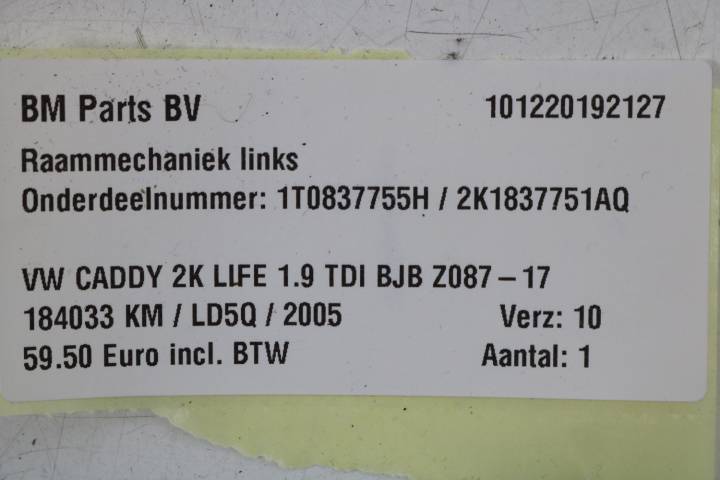 BM Parts BV 101220192127
Raammechaniek links
Onderdeelnummer: 1T0837755H / 2K1837751AQ
VW CADDY 2K LIFE 1.9 TDI BJB Z087-17
184033 KM / LD5Q / 2005 Verz: 10
59.50 Euro incl. BTW Aantal: 1